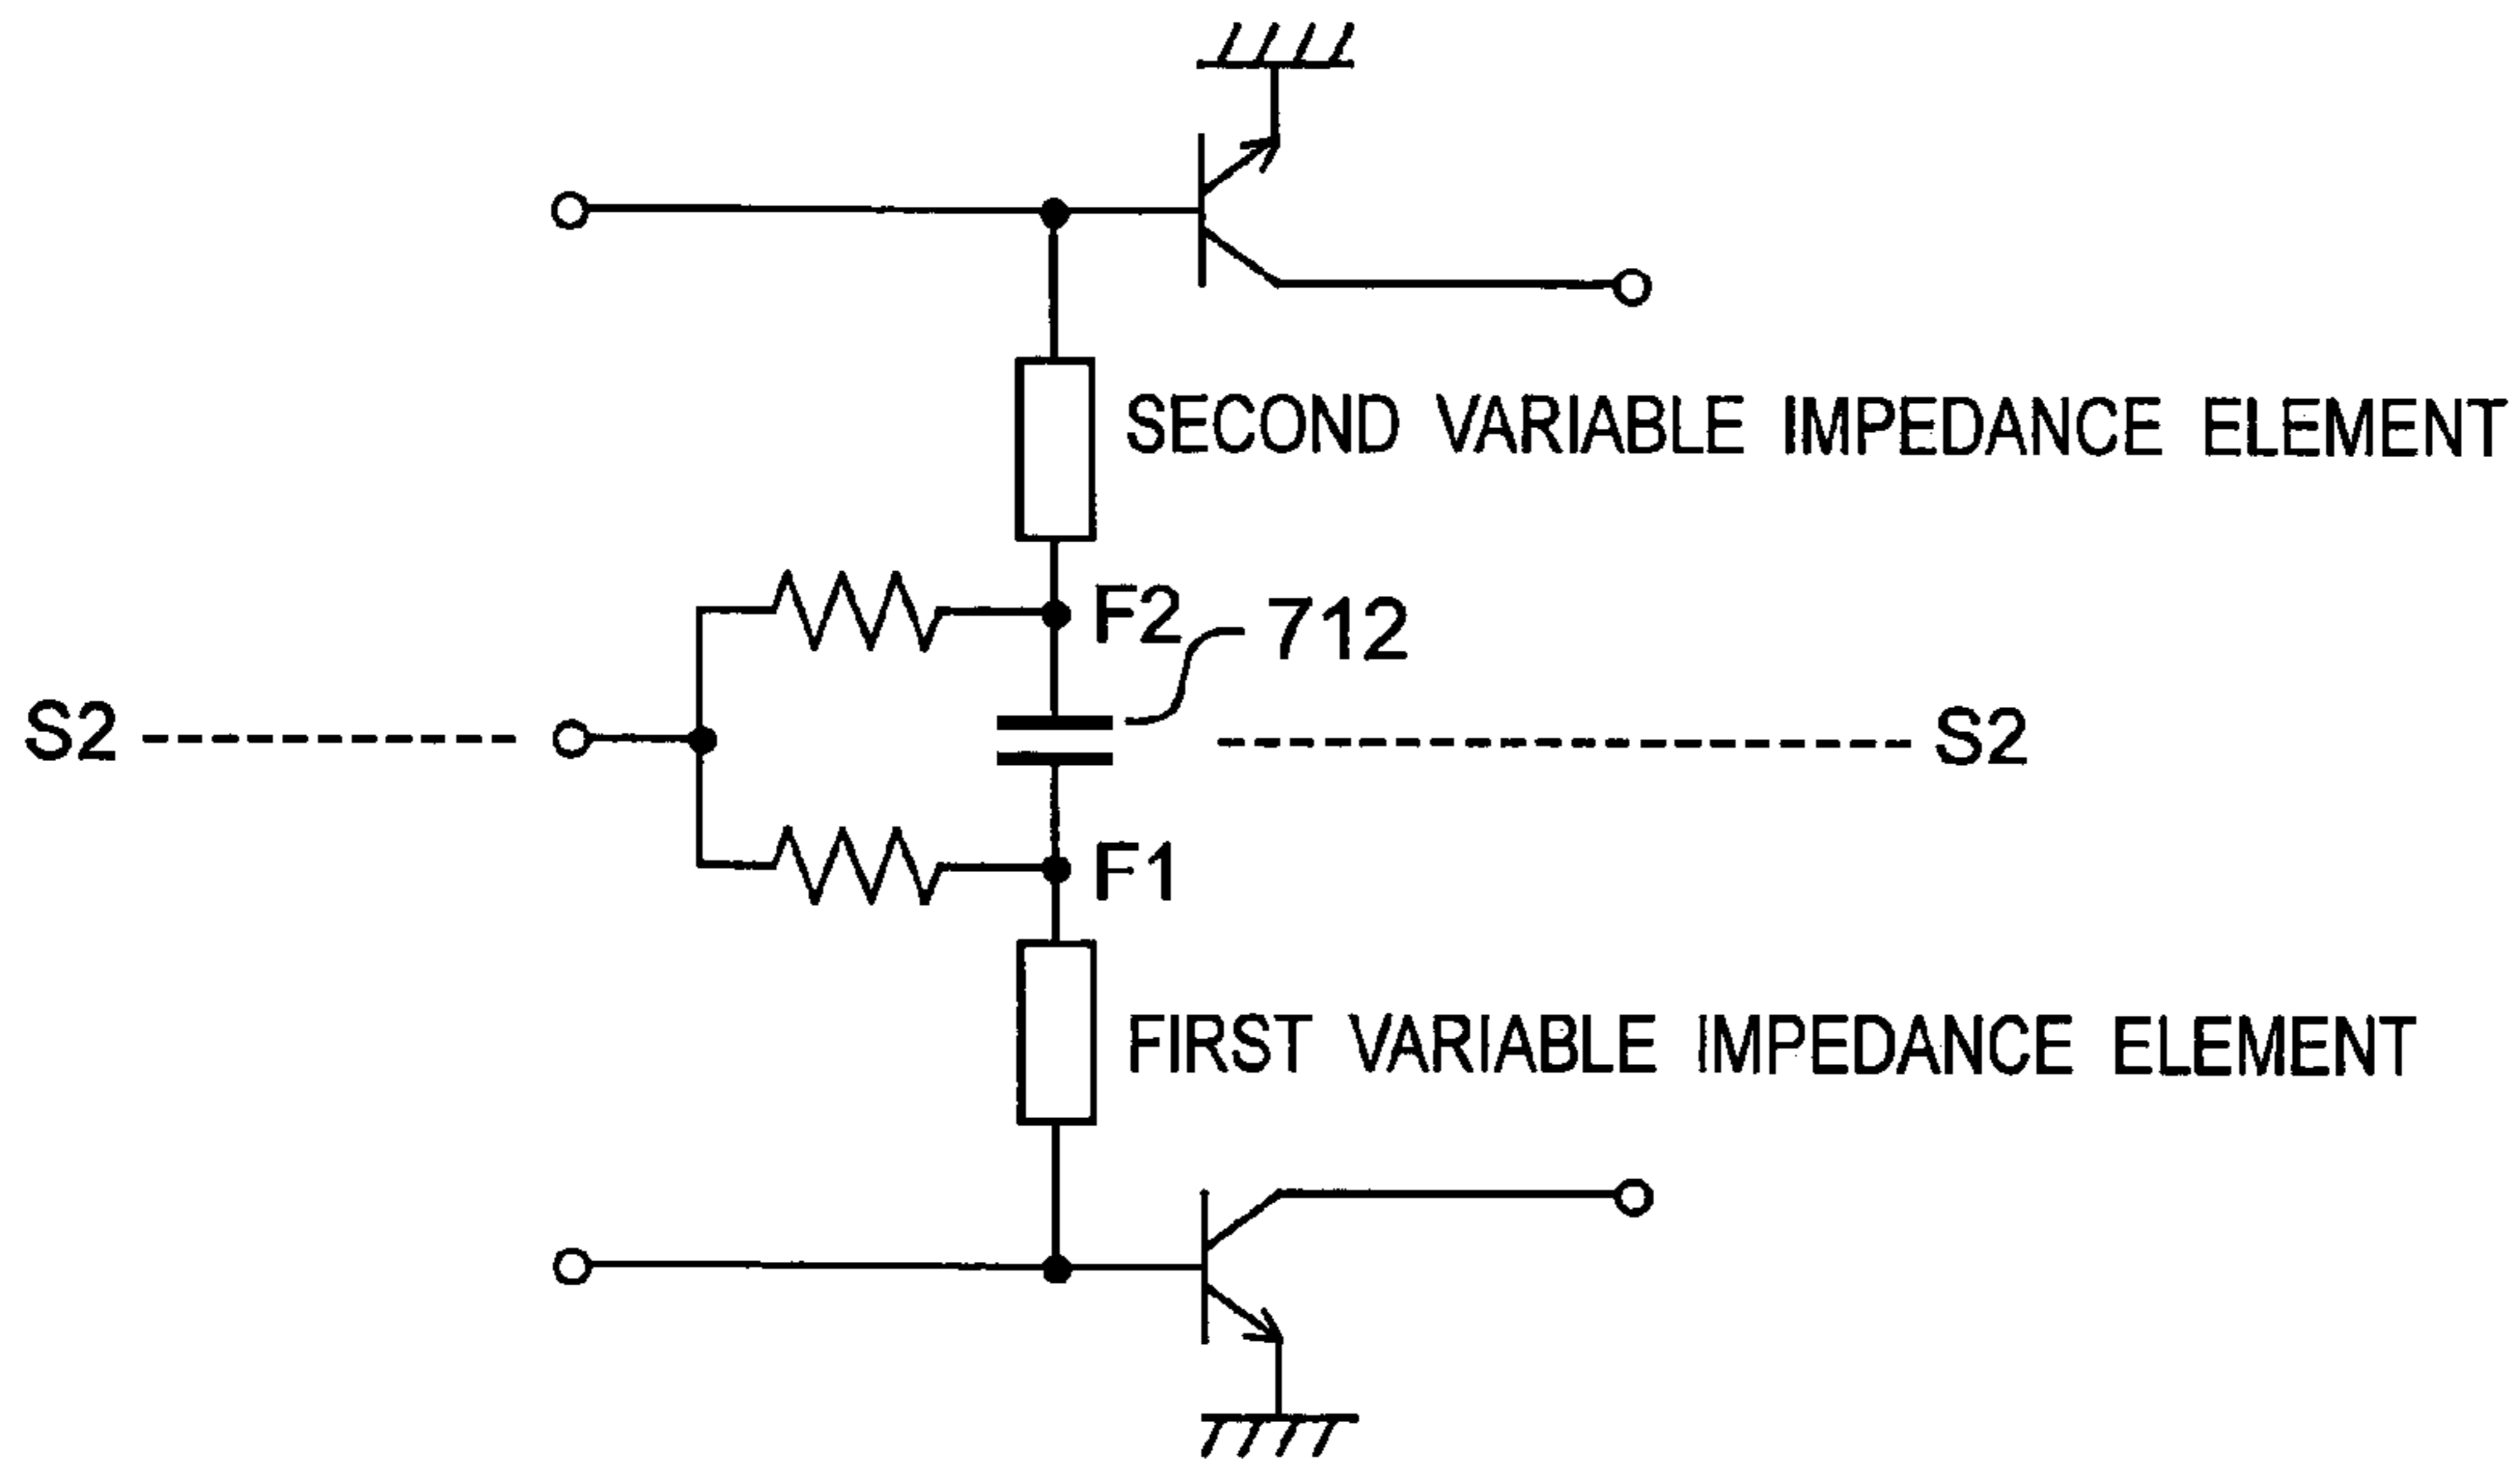 SECOND VARIABLE IMPEDANCE ELEMENT
F2
712
S2
S2
F1
FIRST VARIABLE IMPEDANCE ELEMENT